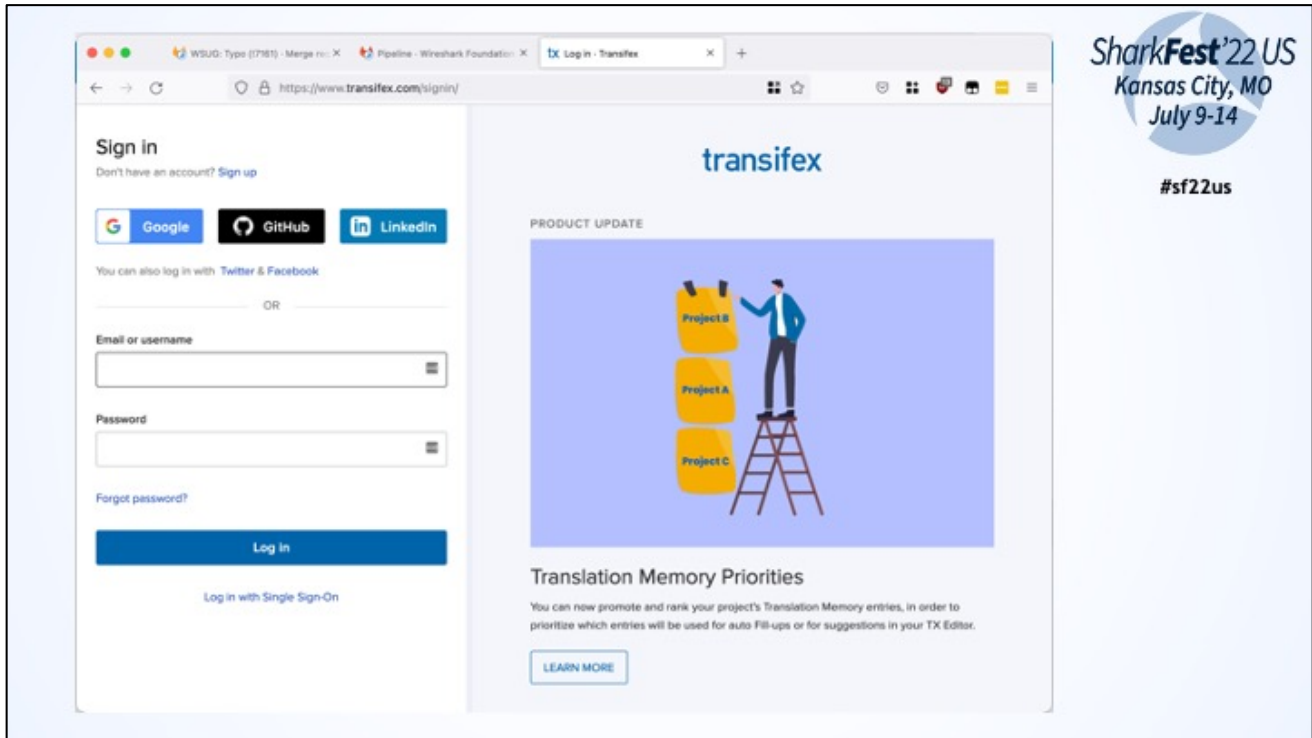 WSUG: Typo (17161) - Merge re
Pipeline - Wireshark Foundation
tx Log in - Transifex
https://www.transifex.com/signin/
SharkFest'22 US
Kansas City, MO
July 9-14
#sf22us
Sign in
Don't have an account? Sign up
Google
GitHub
in LinkedIn
You can also log in with Twitter & Facebook
OR
Email or username
Password
Forgot password?
Log in
Log in with Single Sign-On
transifex
PRODUCT UPDATE
Project B
Project A
Project C
Translation Memory Priorities
You can now promote and rank your project's Translation Memory entries, in order to
prioritize which entries will be used for auto Fill-ups or for suggestions in your TX Editor.
LEARN MORE